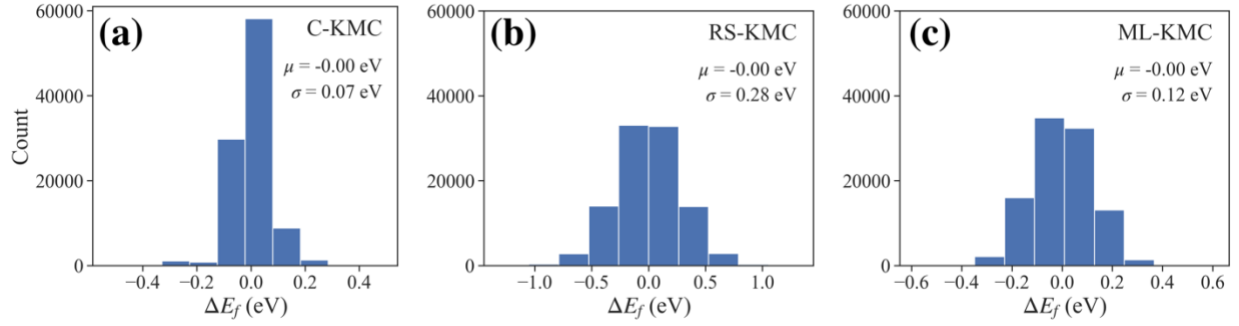 (a)
C-KMC
μ = -0.00 eV
σ = 0.07 eV
60000
40000
20000
0
Count
−0.4 −0.2 0.0 0.2 0.4
ΔE_f (eV)
(b)
RS-KMC
μ = -0.00 eV
σ = 0.28 eV
60000
40000
20000
0
−1.0 −0.5 0.0 0.5 1.0
ΔE_f (eV)
(c)
ML-KMC
μ = -0.00 eV
σ = 0.12 eV
60000
40000
20000
0
−0.6 −0.4 −0.2 0.0 0.2 0.4 0.6
ΔE_f (eV)